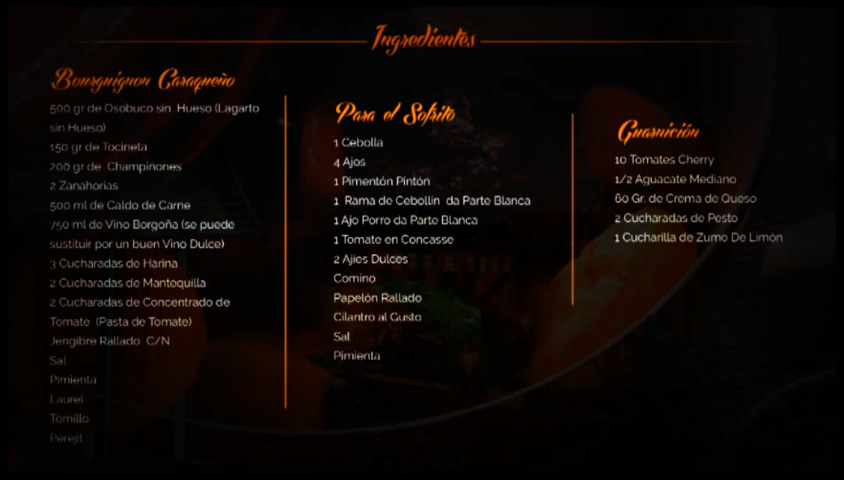 Ingredientes
Bourguignon Caraqueño
500 gr de Osobuco sin Hueso (Lagarto
sin Hueso)
150 gr de Tocineta
200 gr de Champiñones
2 Zanahorias
500 ml de Caldo de Carne
750 ml de Vino Borgoña (se puede
sustituir por un buen Vino Dulce)
3 Cucharadas de Harina
2 Cucharadas de Mantequilla
2 Cucharadas de Concentrado de
Tomate (Pasta de Tomate)
Jengibre Rallado C/N
Sal
Pimienta
Laurel
Tomillo
Perejil
Para el Sofrito
1 Cebolla
4 Ajos
1 Pimentón Pintón
1 Rama de Cebollin da Parte Blanca
1 Ajo Porro da Parte Blanca
1 Tomate en Concasse
2 Ajíes Dulces
Comino
Papelón Rallado
Cilantro al Gusto
Sal
Pimienta
Guarnición
10 Tomates Cherry
1/2 Aguacate Mediano
60 Gr. de Crema de Queso
2 Cucharadas de Pesto
1 Cucharilla de Zumo De Limón